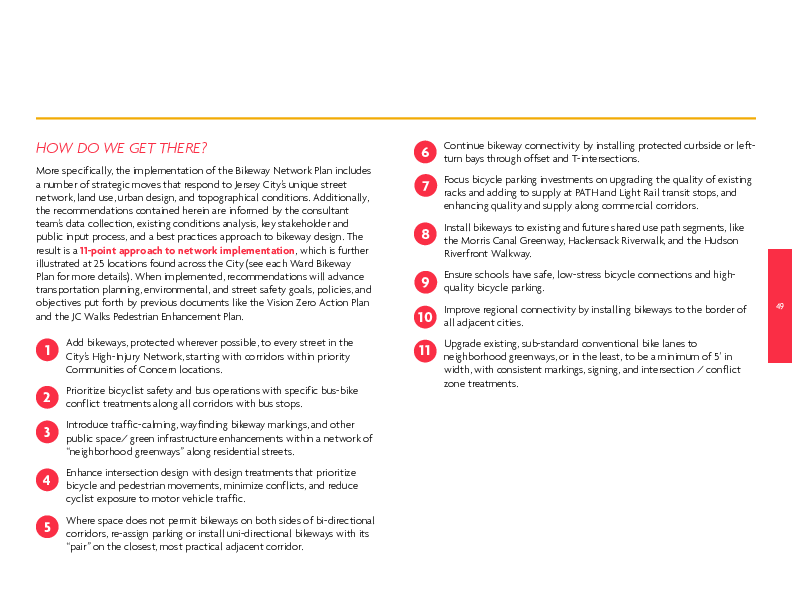 HOW DO WE GET THERE?
More specifically, the implementation of the Bikeway Network Plan includes
a number of strategic moves that respond to Jersey City's unique street
network, land use, urban design, and topographical conditions. Additionally,
the recommendations contained herein are informed by the consultant
team's data collection, existing conditions analysis, key stakeholder and
public input process, and a best practices approach to bikeway design. The
result is a 11-point approach to network implementation, which is further
illustrated at 25 locations found across the City (see each Ward Bikeway
Plan for more details). When implemented, recommendations will advance
transportation planning, environmental, and street safety goals, policies, and
objectives put forth by previous documents like the Vision Zero Action Plan
and the JC Walks Pedestrian Enhancement Plan.
1 Add bikeways, protected wherever possible, to every street in the
City's High-Injury Network, starting with corridors within priority
Communities of Concern locations.
2 Prioritize bicyclist safety and bus operations with specific bus-bike
conflict treatments along all corridors with bus stops.
3 Introduce traffic-calming, wayfinding bikeway markings, and other
public space/ green infrastructure enhancements within a network of
"neighborhood greenways" along residential streets.
4 Enhance intersection design with design treatments that prioritize
bicycle and pedestrian movements, minimize conflicts, and reduce
cyclist exposure to motor vehicle traffic.
5 Where space does not permit bikeways on both sides of bi-directional
corridors, re-assign parking or install uni-directional bikeways with its
"pair" on the closest, most practical adjacent corridor.
6 Continue bikeway connectivity by installing protected curbside or left-
turn bays through offset and T-intersections.
7 Focus bicycle parking investments on upgrading the quality of existing
racks and adding to supply at PATH and Light Rail transit stops, and
enhancing quality and supply along commercial corridors.
8 Install bikeways to existing and future shared use path segments, like
the Morris Canal Greenway, Hackensack Riverwalk, and the Hudson
Riverfront Walkway.
9 Ensure schools have safe, low-stress bicycle connections and high-
quality bicycle parking.
10 Improve regional connectivity by installing bikeways to the border of
all adjacent cities.
11 Upgrade existing, sub-standard conventional bike lanes to
neighborhood greenways, or in the least, to be a minimum of 5' in
width, with consistent markings, signing, and intersection / conflict
zone treatments.
49